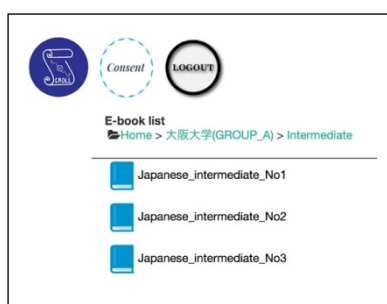 SCROLL
Consent
LOGOUT
E-book list
Home > 大阪大学(GROUP_A) > Intermediate
Japanese_intermediate_No1
Japanese_intermediate_No2
Japanese_intermediate_No3